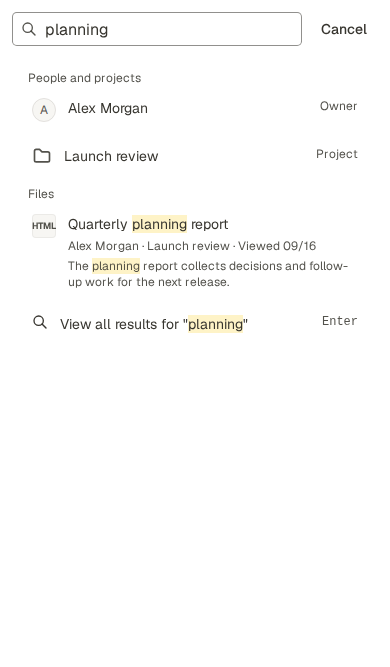 planning
Cancel
People and projects
A
Alex Morgan
Owner
Launch review
Project
Files
HTML
Quarterly planning report
Alex Morgan · Launch review · Viewed 09/16
The planning report collects decisions and follow-
up work for the next release.
View all results for "planning"
Enter